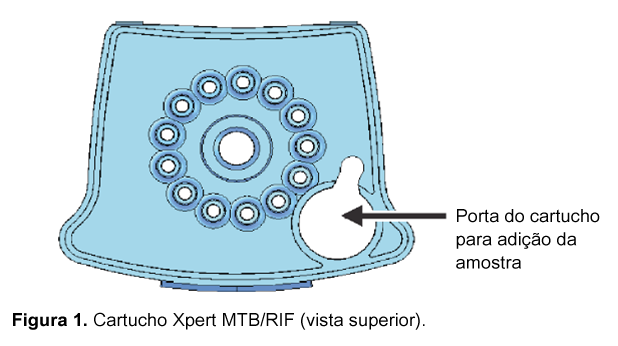 Porta do cartucho
para adição da
amostra
Figura 1. Cartucho Xpert MTB/RIF (vista superior).